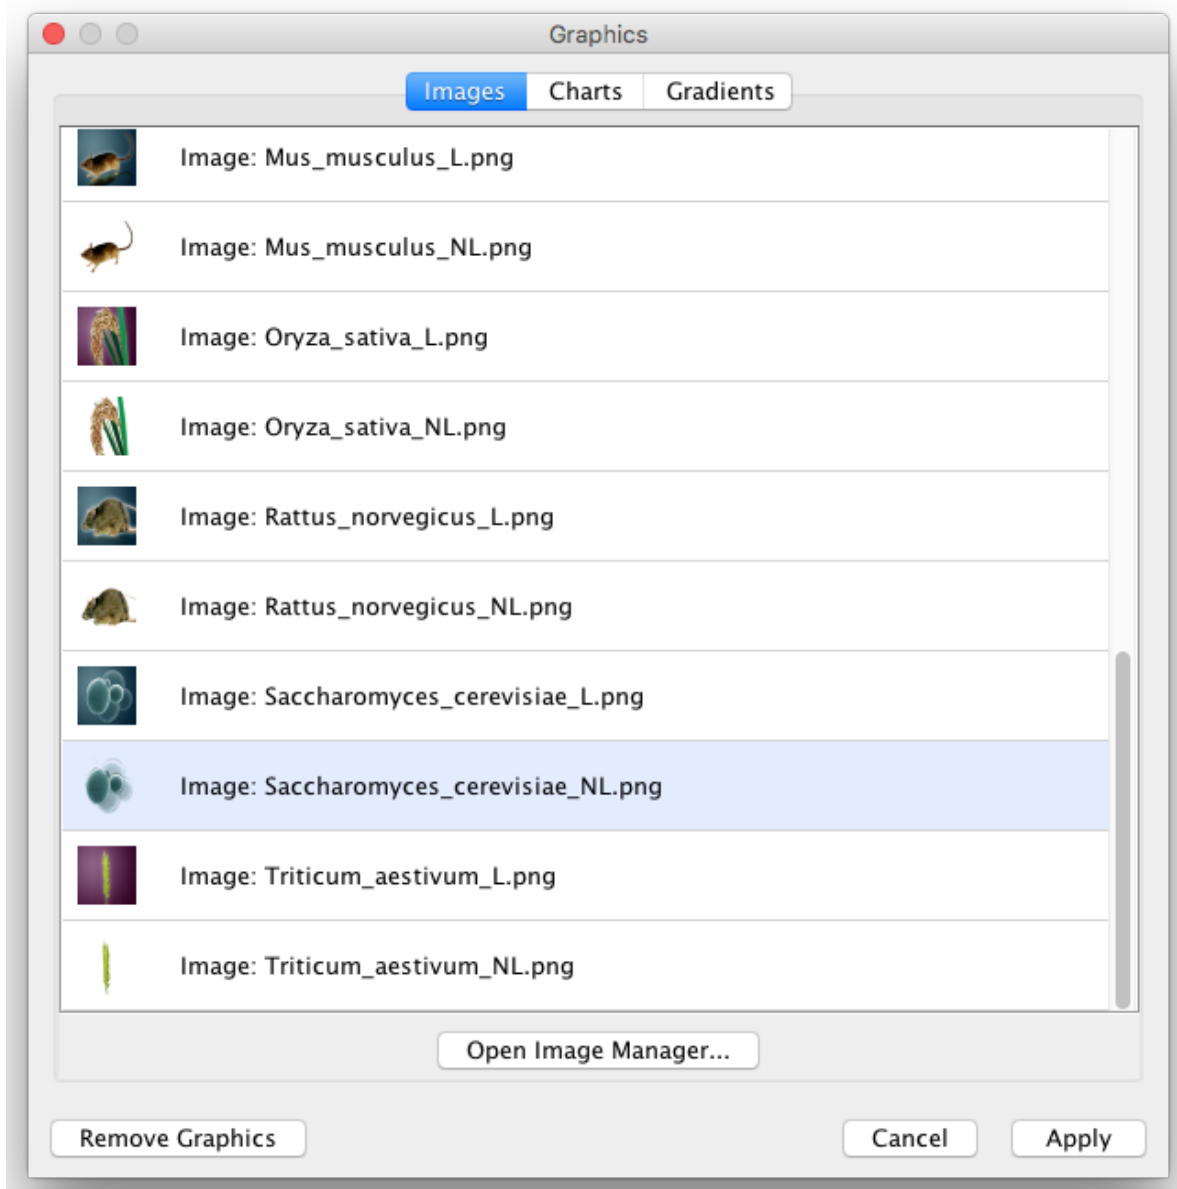 Graphics
Images Charts Gradients
Image: Mus_musculus_L.png
Image: Mus_musculus_NL.png
Image: Oryza_sativa_L.png
Image: Oryza_sativa_NL.png
Image: Rattus_norvegicus_L.png
Image: Rattus_norvegicus_NL.png
Image: Saccharomyces_cerevisiae_L.png
Image: Saccharomyces_cerevisiae_NL.png
Image: Triticum_aestivum_L.png
Image: Triticum_aestivum_NL.png
Open Image Manager...
Remove Graphics Cancel Apply